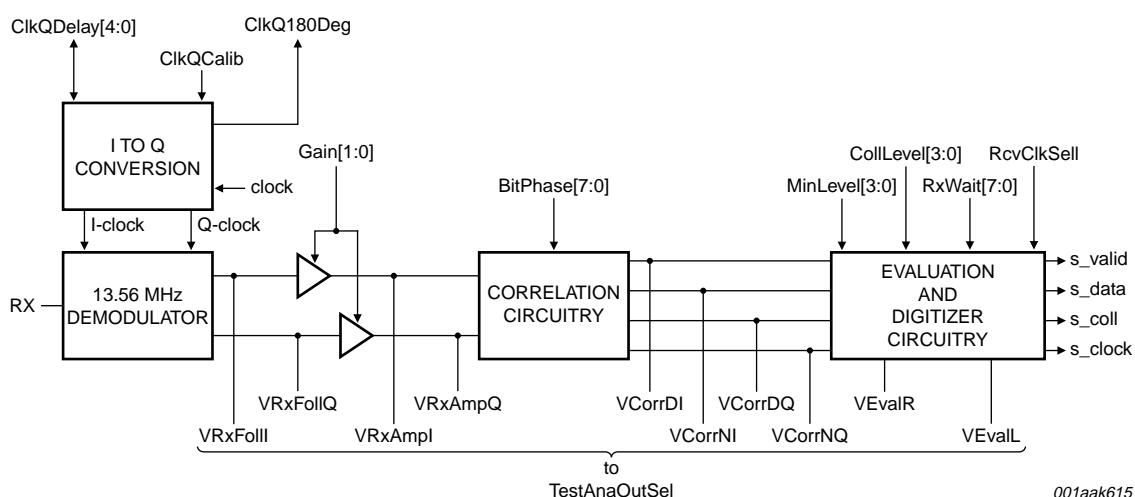 ClkQDelay[4:0]
ClkQ180Deg
ClkQCalib
I TO Q
CONVERSION
clock
I-clock
Q-clock
Gain[1:0]
BitPhase[7:0]
CollLevel[3:0]
RcvClkSell
MinLevel[3:0]
RxWait[7:0]
RX
13.56 MHz
DEMODULATOR
CORRELATION
CIRCUITRY
EVALUATION
AND
DIGITIZER
CIRCUITRY
s_valid
s_data
s_coll
s_clock
VRxFollQ
VRxAmpQ
VCorrDI
VCorrDQ
VEvalR
VRxFollI
VRxAmpI
VCorrNI
VCorrNQ
VEvalL
to
TestAnaOutSel
001aak615